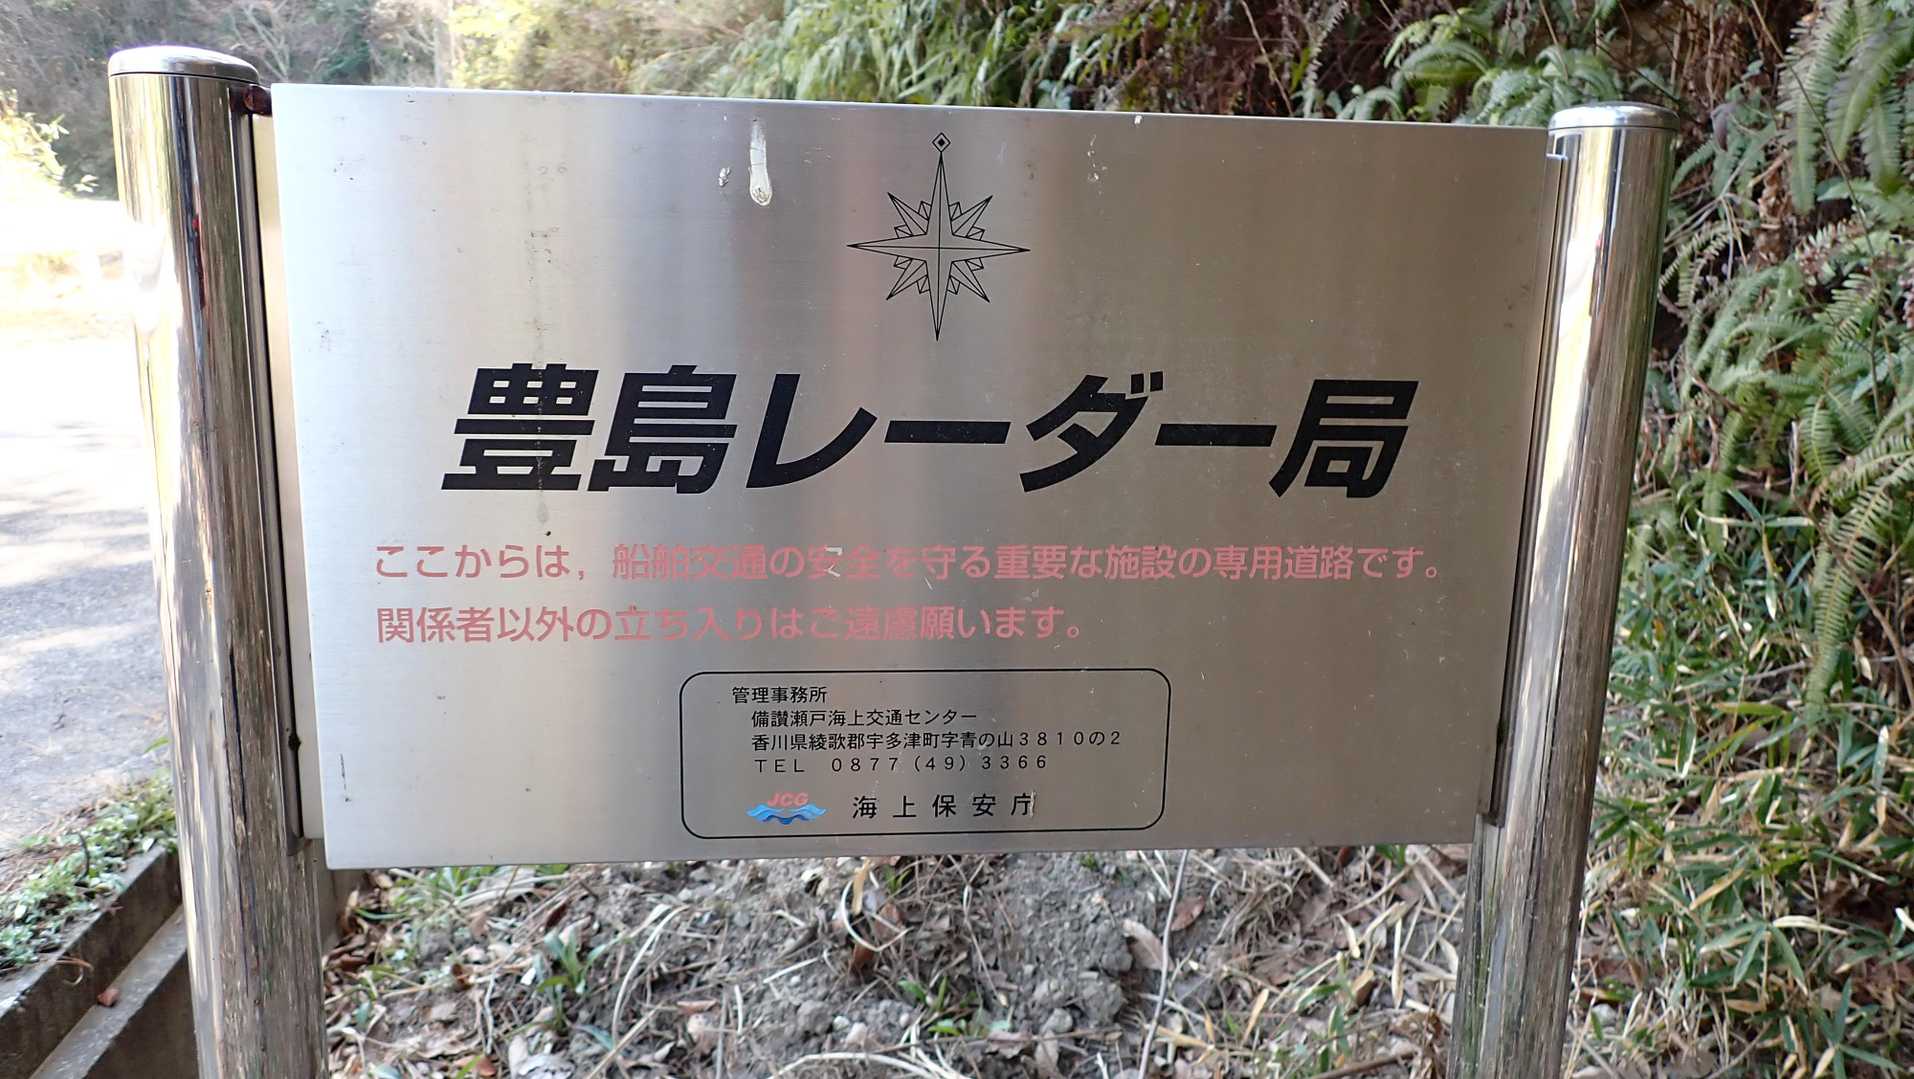 豊島レーダー局
ここからは，船舶交通の安全を守る重要な施設の専用道路です。
関係者以外の立ち入りはご遠慮願います。
管理事務所
備讃瀬戸海上交通センター
香川県綾歌郡宇多津町字青の山３８１０の２
ＴＥＬ　０８７７（４９）３３６６
JCG 海上保安庁